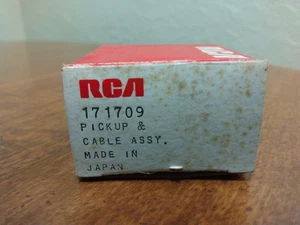 RCA
171709
PICKUP &
CABLE ASSY.
MADE IN
JAPAN